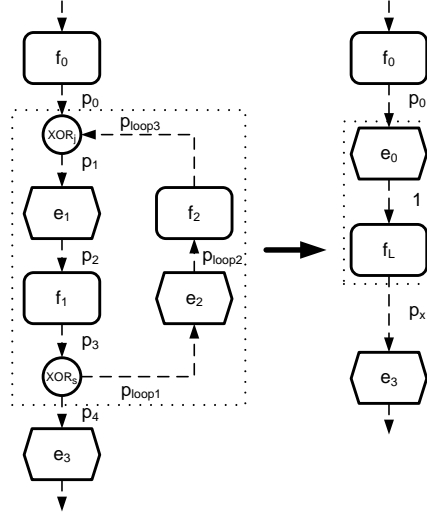 f0
f0
p0
p0
XORj
ploop3
p1
e0
1
e1
f2
p2
ploop2
fL
f1
e2
p3
px
XORs
ploop1
p4
e3
e3